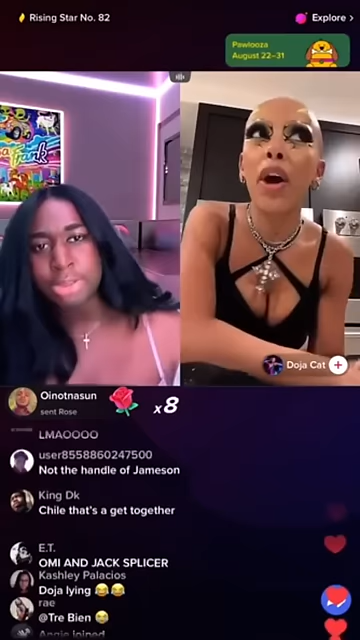 Rising Star No. 82
Explore >
Pawlooza
August 22–31
Funk
Doja Cat
Oinotnasun
sent Rose
x8
LMAOOOO
user8558860247500
Not the handle of Jameson
King Dk
Chile that's a get together
E.T.
OMI AND JACK SPLICER
Kashley Palacios
Doja lying 😂😂
rae
@Tre Bien 😂
Angie joined